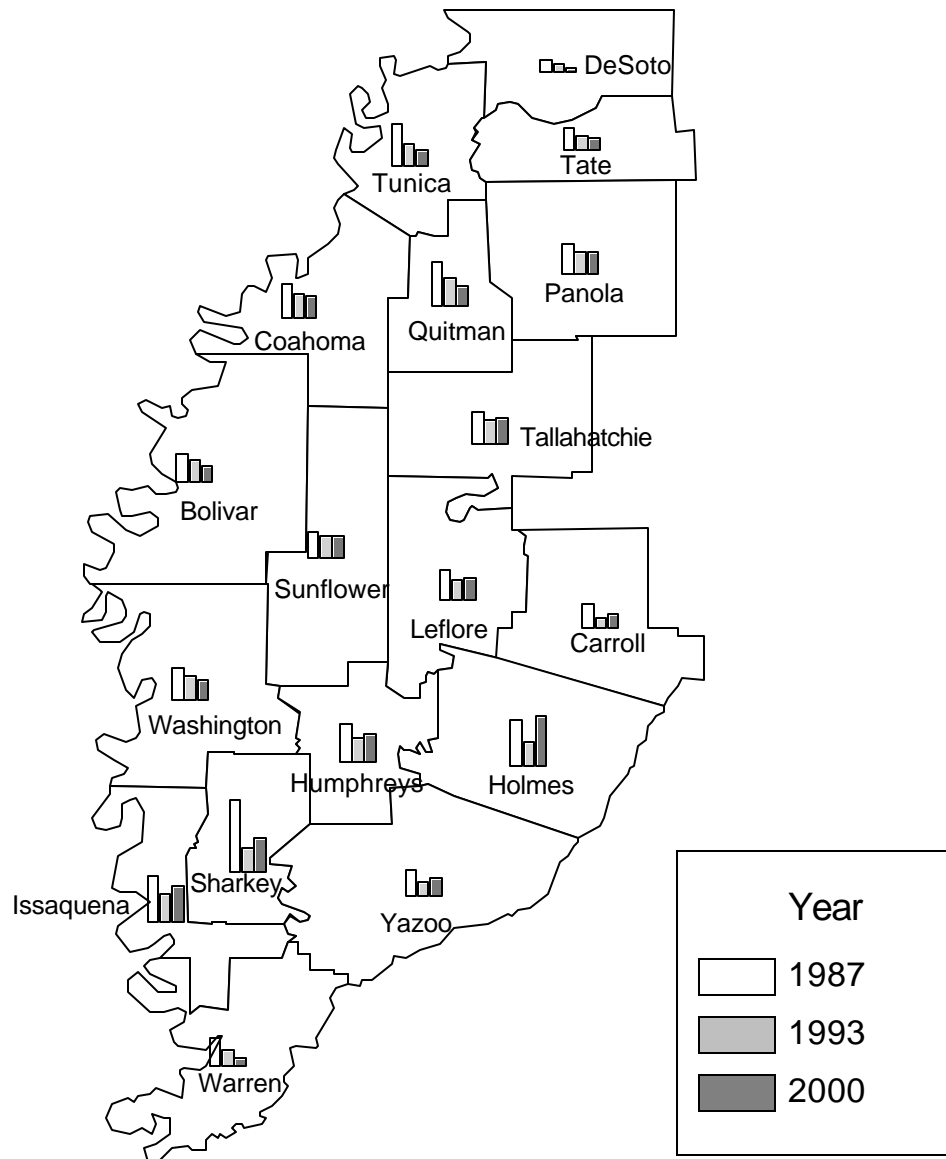 DeSoto
Tate
Tunica
Panola
Quitman
Coahoma
Tallahatchie
Bolivar
Sunflower
Leflore
Carroll
Washington
Humphreys
Holmes
Sharkey
Issaquena
Yazoo
Warren
Year
1987
1993
2000